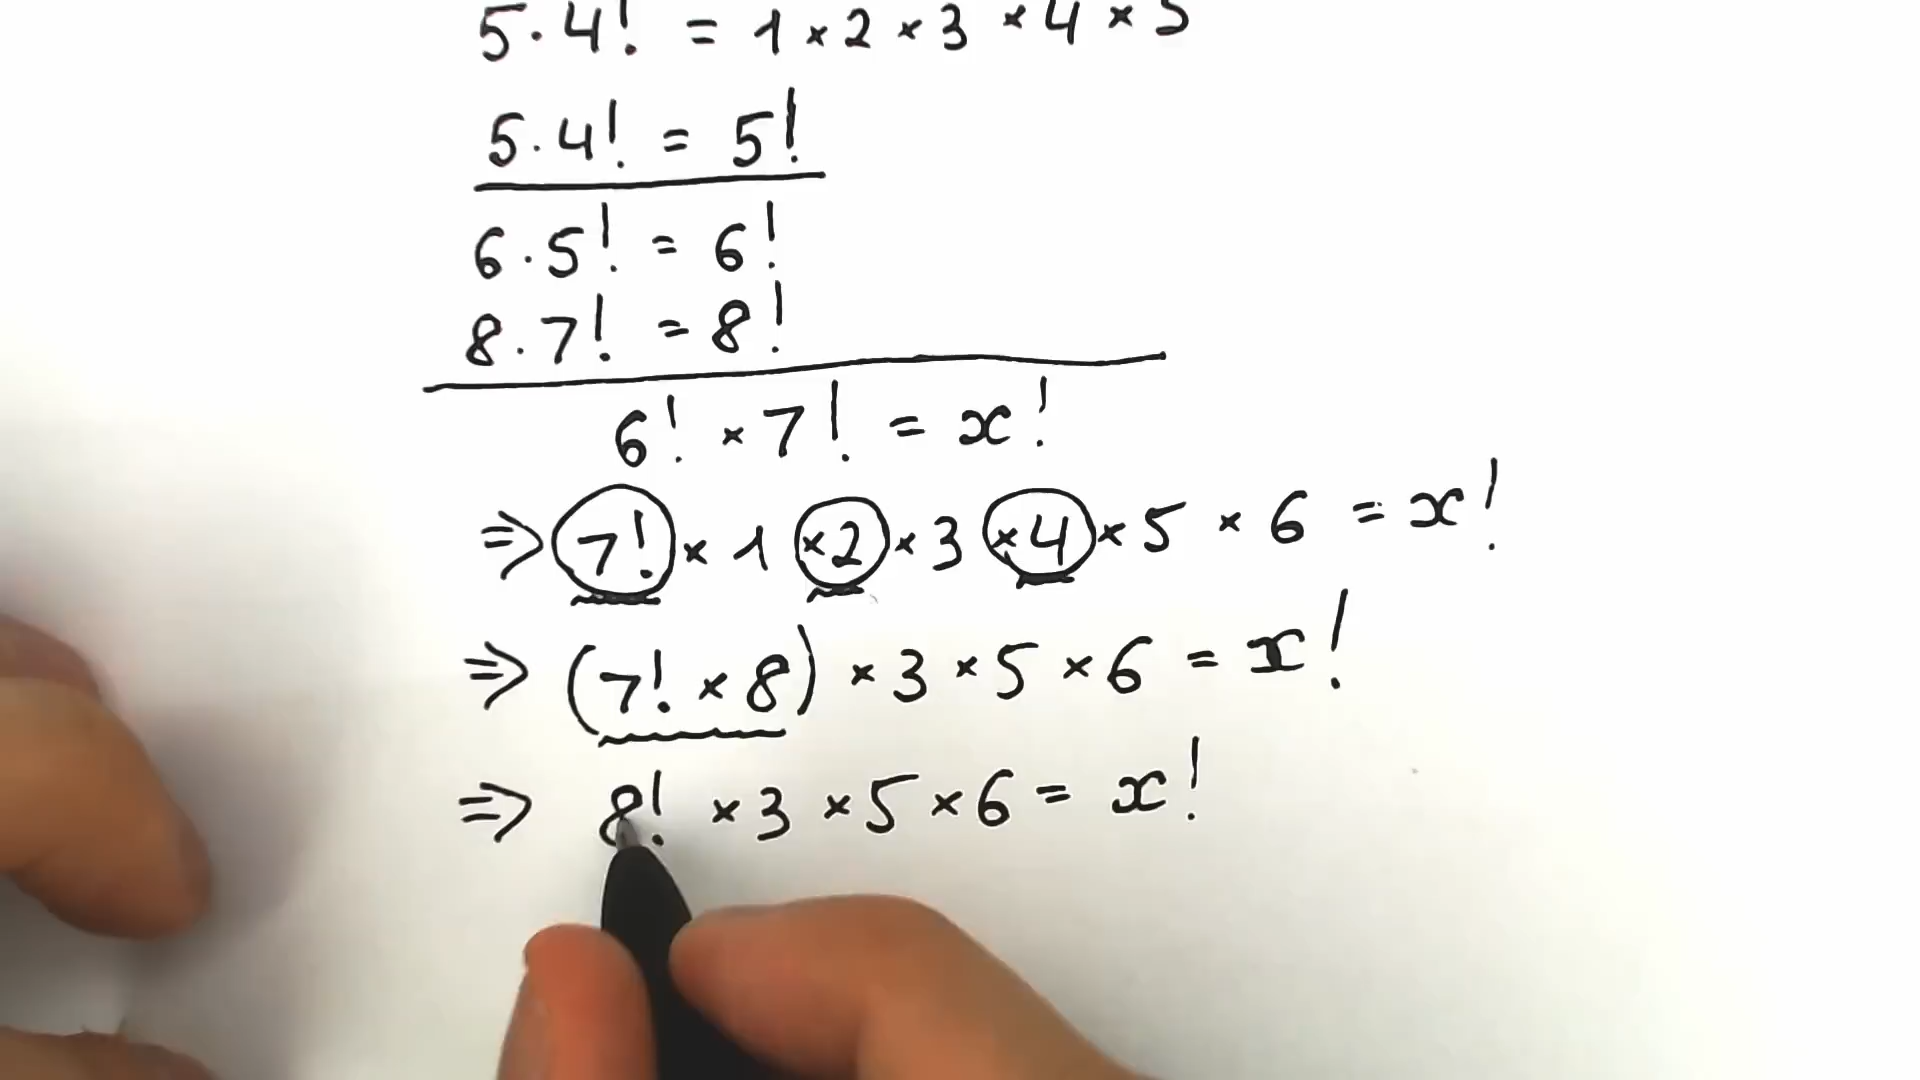 5·4! = 1×2×3×4×5
5·4! = 5!
6·5! = 6!
8·7! = 8!
6! × 7! = x!
⇒ 7! × 1 ×2 × 3 ×4 × 5 × 6 = x!
⇒ (7! × 8) × 3 × 5 × 6 = x!
⇒ 8! × 3 × 5 × 6 = x!